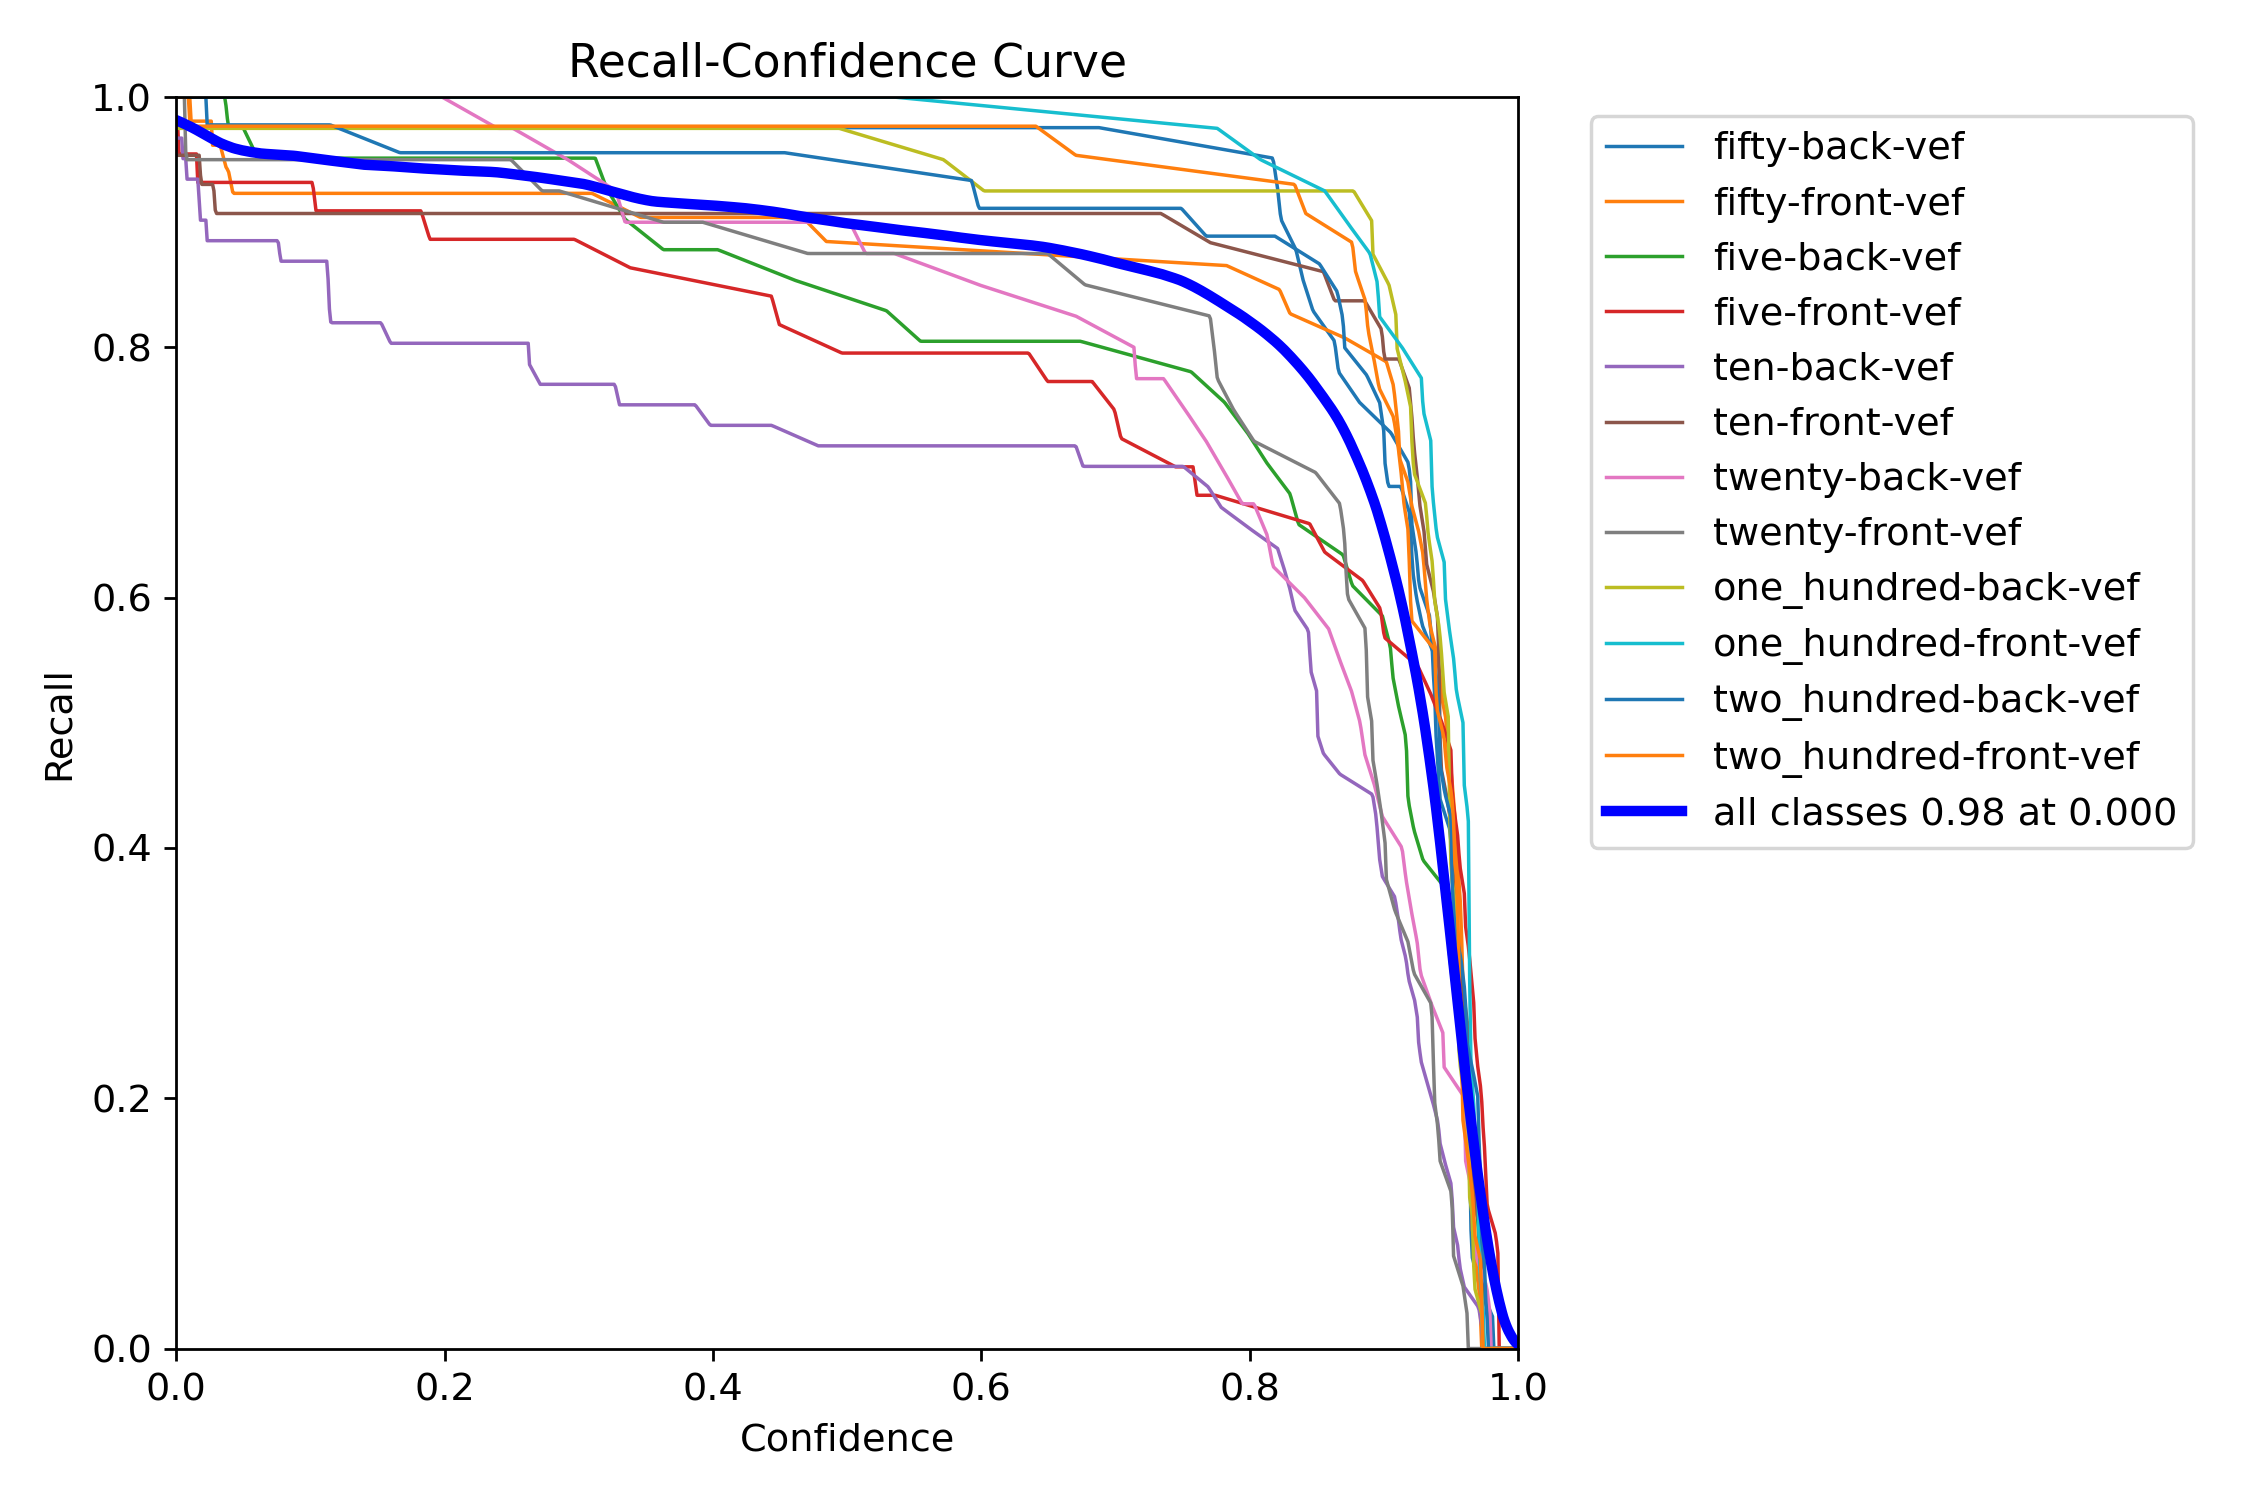 Recall-Confidence Curve
1.0
0.8
0.6
0.4
0.2
0.0
Recall
0.0 0.2 0.4 0.6 0.8 1.0
Confidence
fifty-back-vef
fifty-front-vef
five-back-vef
five-front-vef
ten-back-vef
ten-front-vef
twenty-back-vef
twenty-front-vef
one_hundred-back-vef
one_hundred-front-vef
two_hundred-back-vef
two_hundred-front-vef
all classes 0.98 at 0.000